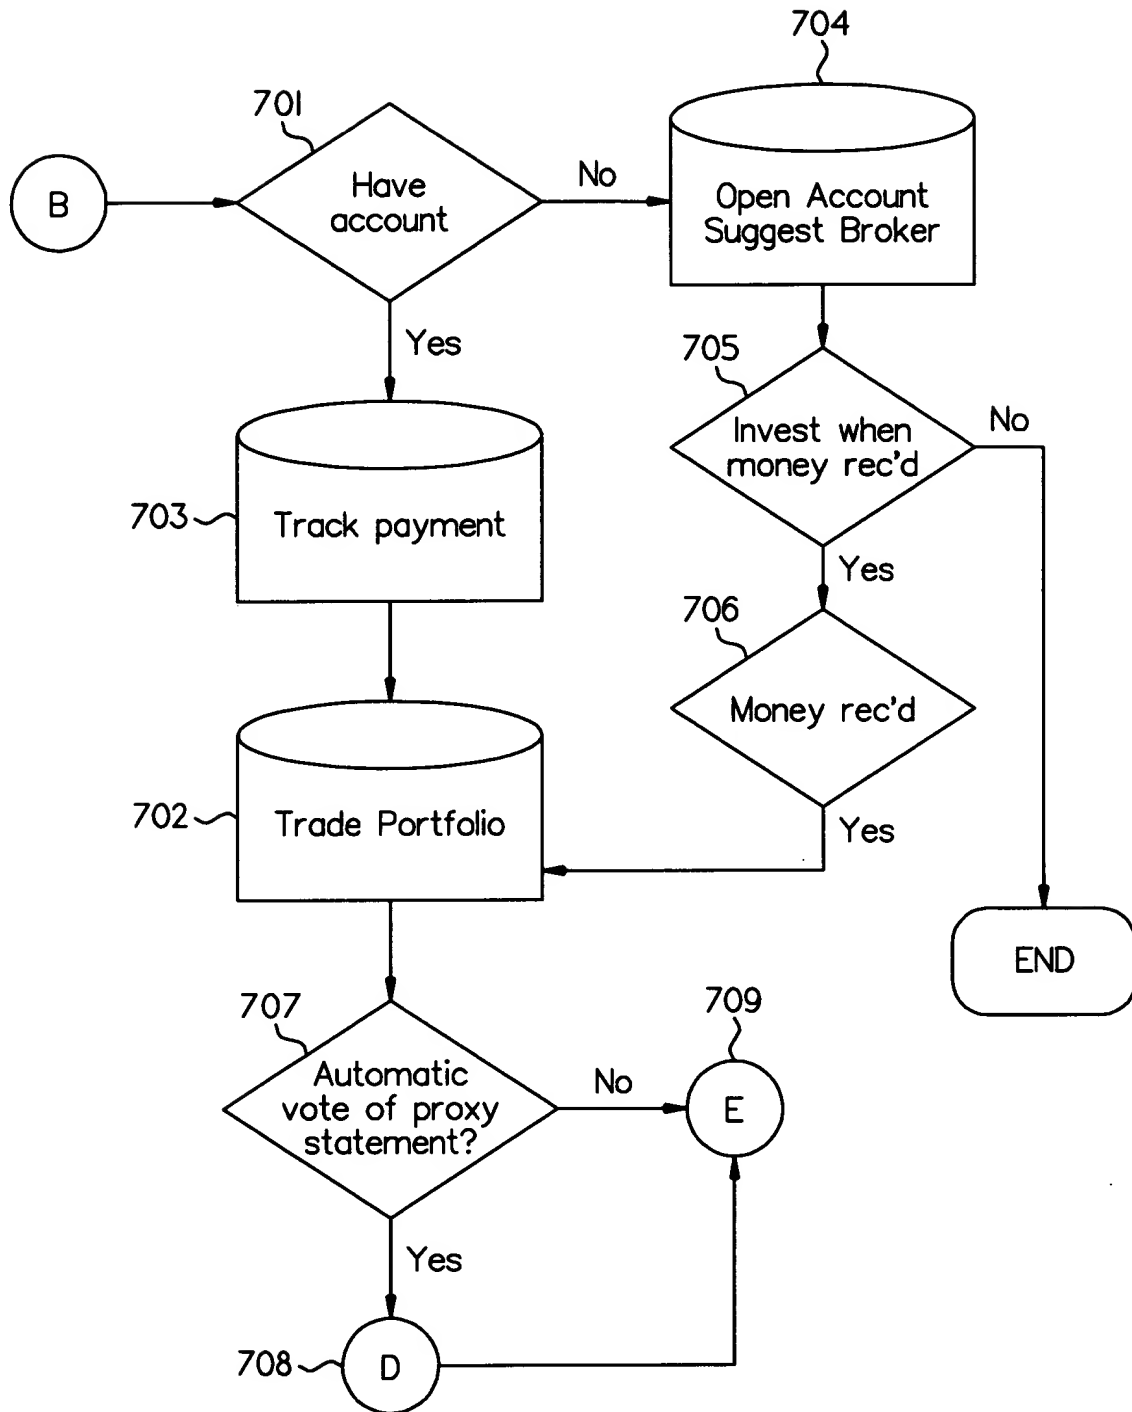 704
701
B
Have
account
No
Open Account
Suggest Broker
Yes
705
Invest when
money rec'd
No
703
Track payment
Yes
706
Money rec'd
702
Trade Portfolio
Yes
END
707
709
Automatic
vote of proxy
statement?
No
E
Yes
708
D